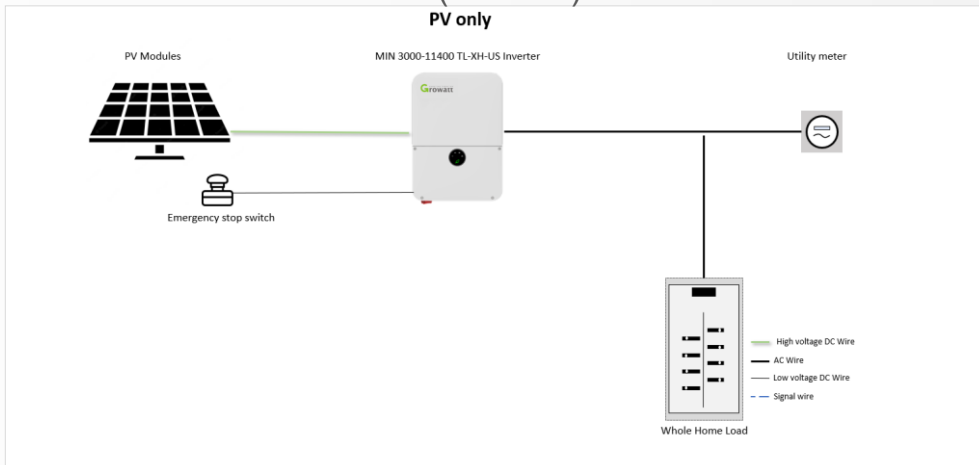 PV only
PV Modules
MIN 3000-11400 TL-XH-US Inverter
Utility meter
Growatt
Emergency stop switch
High voltage DC Wire
AC Wire
Low voltage DC Wire
Signal wire
Whole Home Load